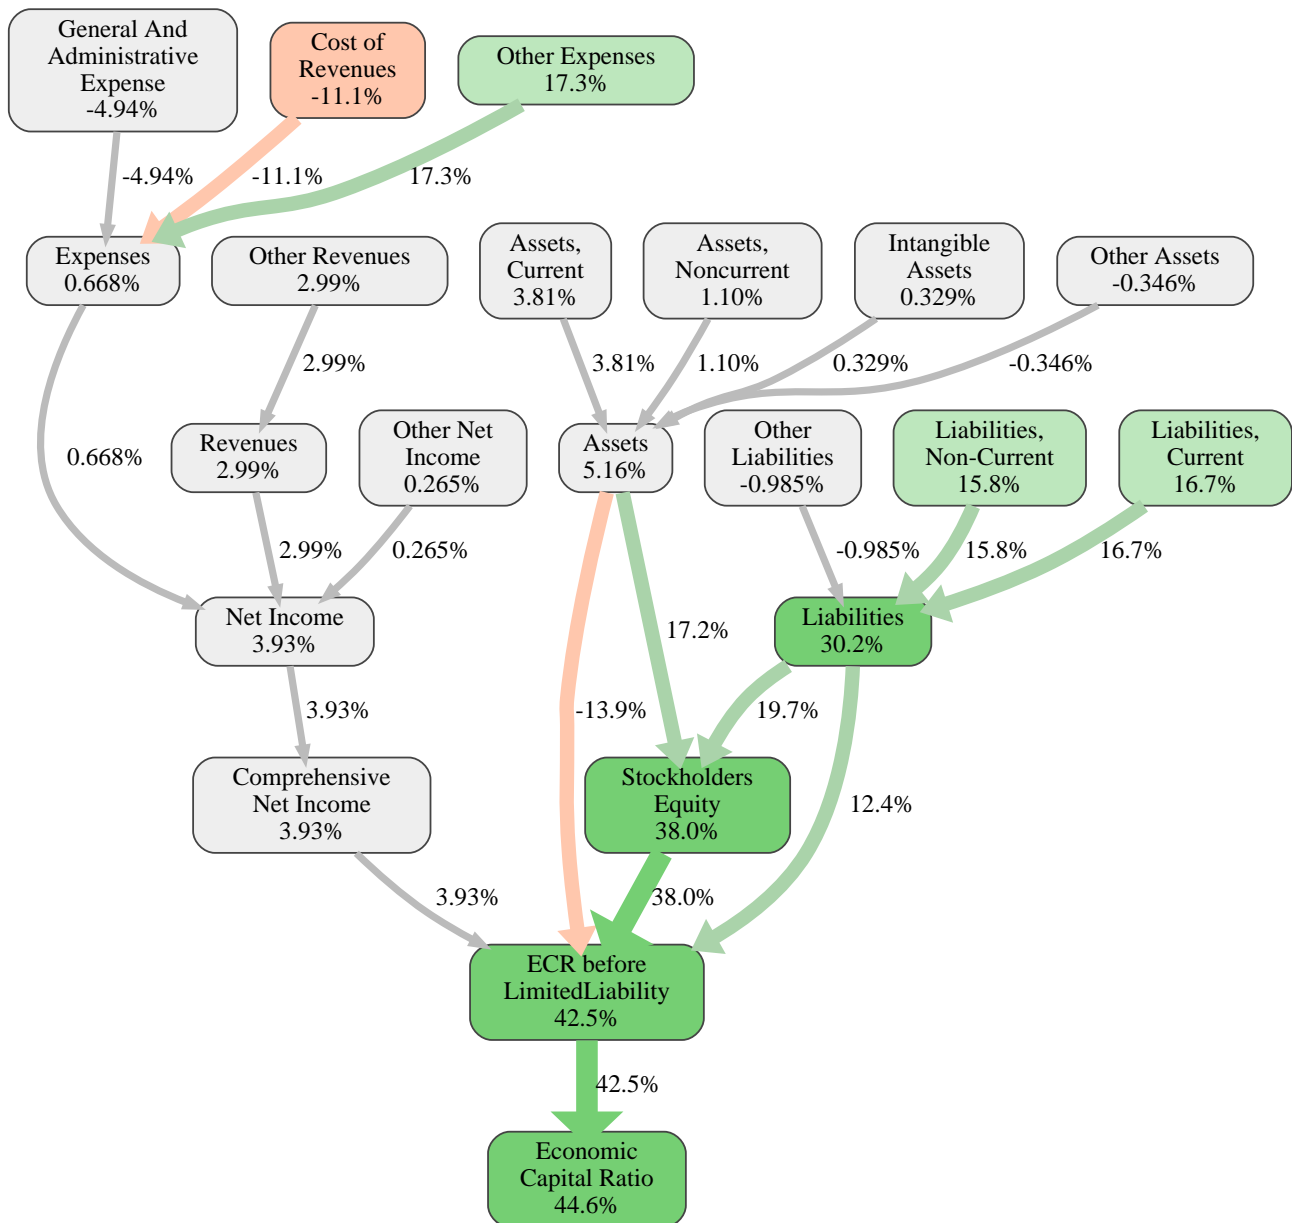 General And
Administrative
Expense
-4.94%
Cost of
Revenues
-11.1%
Other Expenses
17.3%
-4.94%
-11.1%
17.3%
Expenses
0.668%
Other Revenues
2.99%
Assets,
Current
3.81%
Assets,
Noncurrent
1.10%
Intangible
Assets
0.329%
Other Assets
-0.346%
2.99%
3.81%
1.10%
0.329%
-0.346%
0.668%
Revenues
2.99%
Other Net
Income
0.265%
Assets
5.16%
Other
Liabilities
-0.985%
Liabilities,
Non-Current
15.8%
Liabilities,
Current
16.7%
2.99%
0.265%
-0.985%
15.8%
16.7%
Net Income
3.93%
17.2%
Liabilities
30.2%
3.93%
-13.9%
19.7%
Comprehensive
Net Income
3.93%
Stockholders
Equity
38.0%
12.4%
3.93%
38.0%
ECR before
LimitedLiability
42.5%
42.5%
Economic
Capital Ratio
44.6%